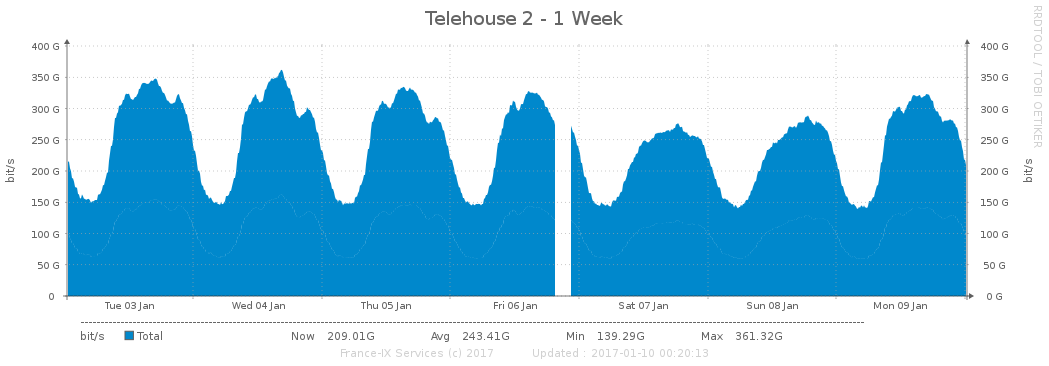 Telehouse 2 - 1 Week
RRDTOOL / TOBI OETIKER
bit/s
400 G 400 G
350 G 350 G
300 G 300 G
250 G 250 G
200 G 200 G
150 G 150 G
100 G 100 G
50 G 50 G
0 0 G
bit/s
Tue 03 Jan Wed 04 Jan Thu 05 Jan Fri 06 Jan Sat 07 Jan Sun 08 Jan Mon 09 Jan
bit/s Total Now 209.01G Avg 243.41G Min 139.29G Max 361.32G
France-IX Services (c) 2017 Updated : 2017-01-10 00:20:13